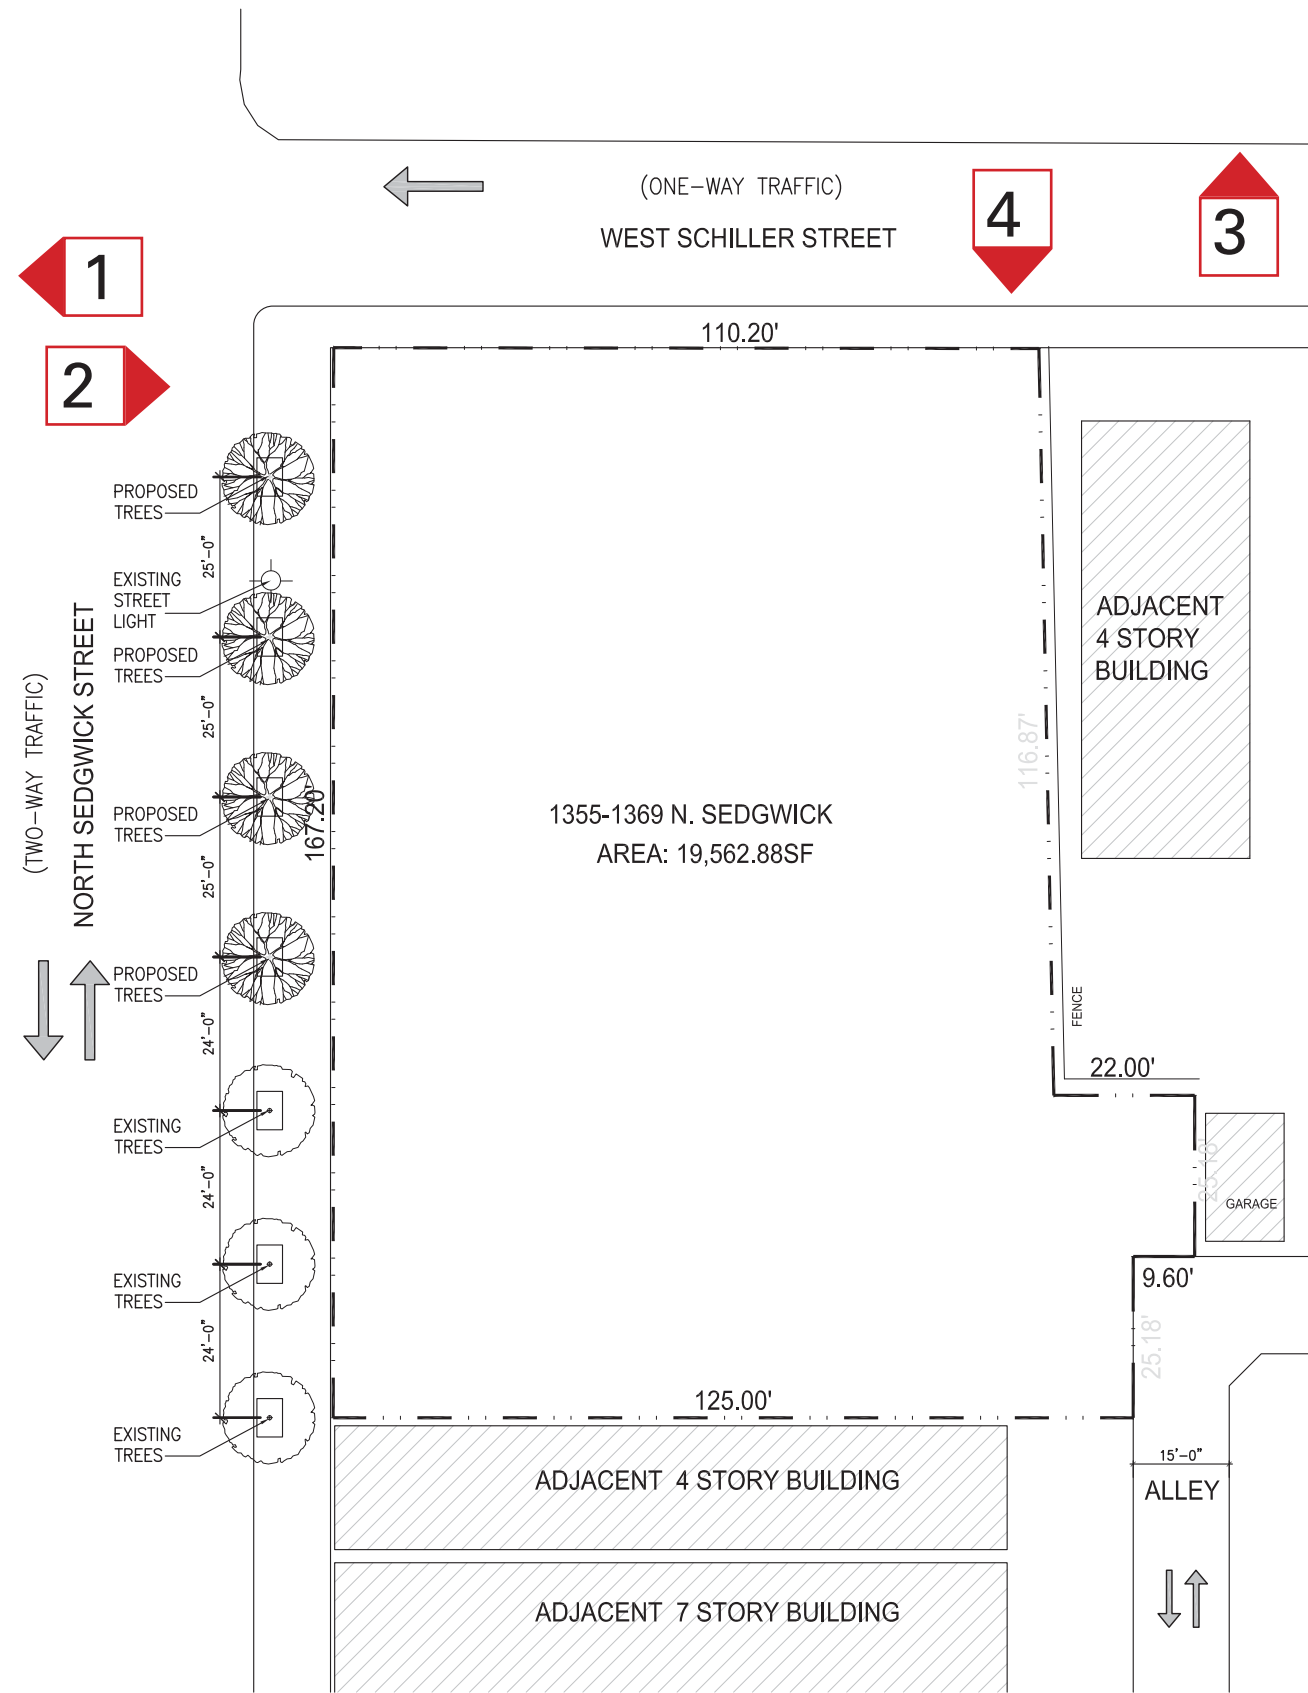 (ONE-WAY TRAFFIC)
WEST SCHILLER STREET
4
3
1
2
110.20'
PROPOSED
TREES
25'-0"
EXISTING
STREET
LIGHT
PROPOSED
TREES
25'-0"
PROPOSED
TREES
25'-0"
PROPOSED
TREES
24'-0"
EXISTING
TREES
24'-0"
EXISTING
TREES
24'-0"
EXISTING
TREES
(TWO-WAY TRAFFIC)
NORTH SEDGWICK STREET
167.20'
1355-1369 N. SEDGWICK
AREA: 19,562.88SF
116.87'
ADJACENT
4 STORY
BUILDING
FENCE
22.00'
25.16'
GARAGE
9.60'
25.18'
125.00'
ADJACENT 4 STORY BUILDING
ADJACENT 7 STORY BUILDING
15'-0"
ALLEY